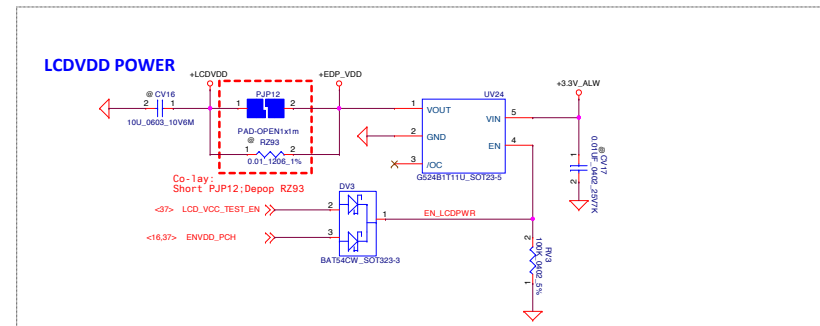 LCDVDD POWER
+LCDVDD
+EDP_VDD
+3.3V_ALW
@ CV16
2
1
10U_0603_10V6M
PJP12
1
2
PAD-OPEN1x1m
@
RZ93
1
2
0.01_1206_1%
Co-lay:
Short PJP12;Depop RZ93
UV24
1
VOUT
VIN
5
2
GND
EN
4
3
/OC
G524B1T11U_SOT23-5
@CV17
0.01UF_0402_25V7K
1
2
DV3
<37> LCD_VCC_TEST_EN
2
1
EN_LCDPWR
<16,37> ENVDD_PCH
3
BAT54CW_SOT323-3
2
RV3
100K_0402_5%
1